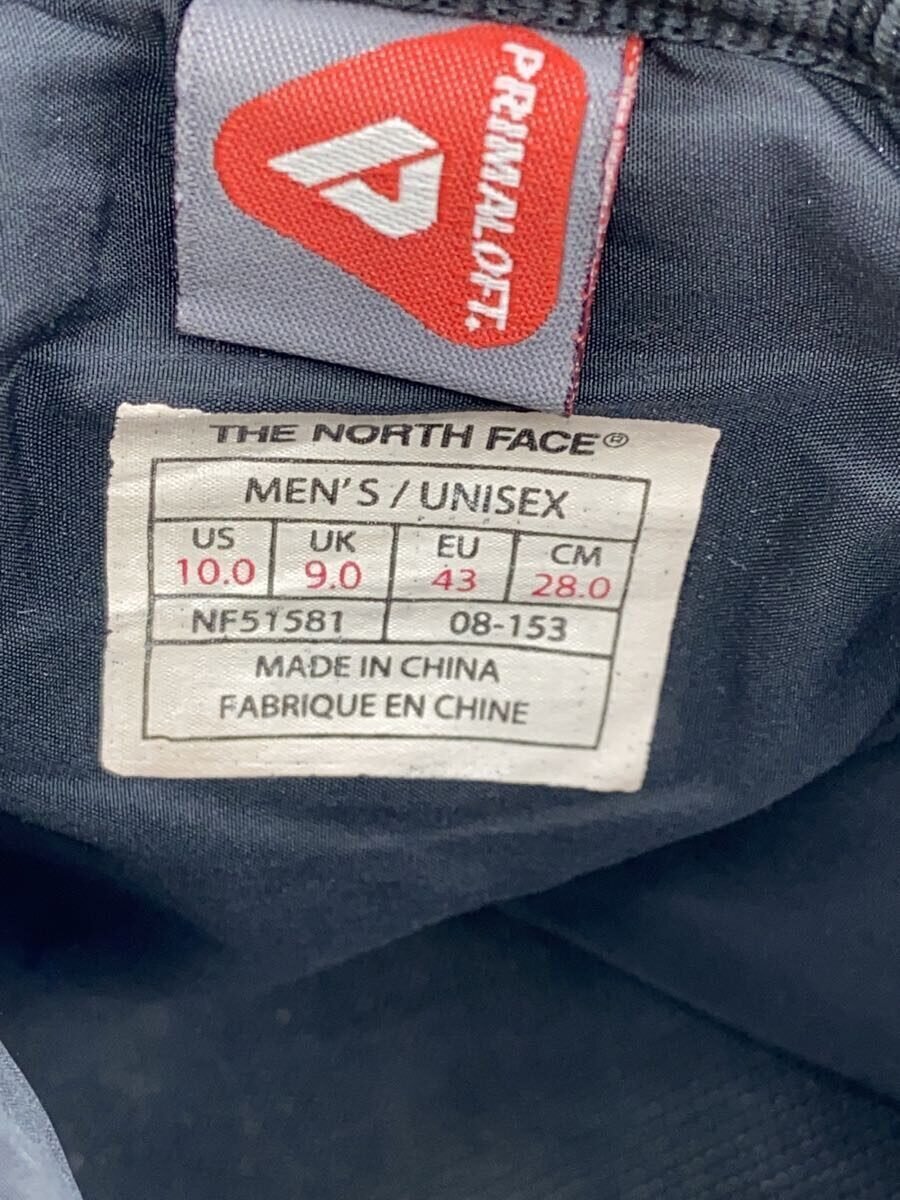 PRIMALOFT.
THE NORTH FACE®
MEN'S / UNISEX
US UK EU CM
10.0 9.0 43 28.0
NF51581 08-153
MADE IN CHINA
FABRIQUE EN CHINE